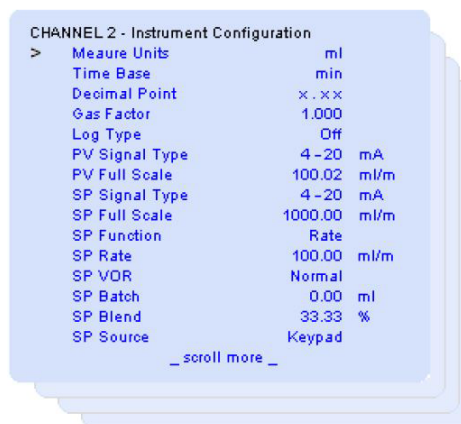 CHANNEL 2 - Instrument Configuration
> Meaure Units ml
Time Base min
Decimal Point x.xx
Gas Factor 1.000
Log Type Off
PV Signal Type 4-20 mA
PV Full Scale 100.02 ml/m
SP Signal Type 4-20 mA
SP Full Scale 1000.00 ml/m
SP Function Rate
SP Rate 100.00 ml/m
SP VOR Normal
SP Batch 0.00 ml
SP Blend 33.33 %
SP Source Keypad
_ scroll more _